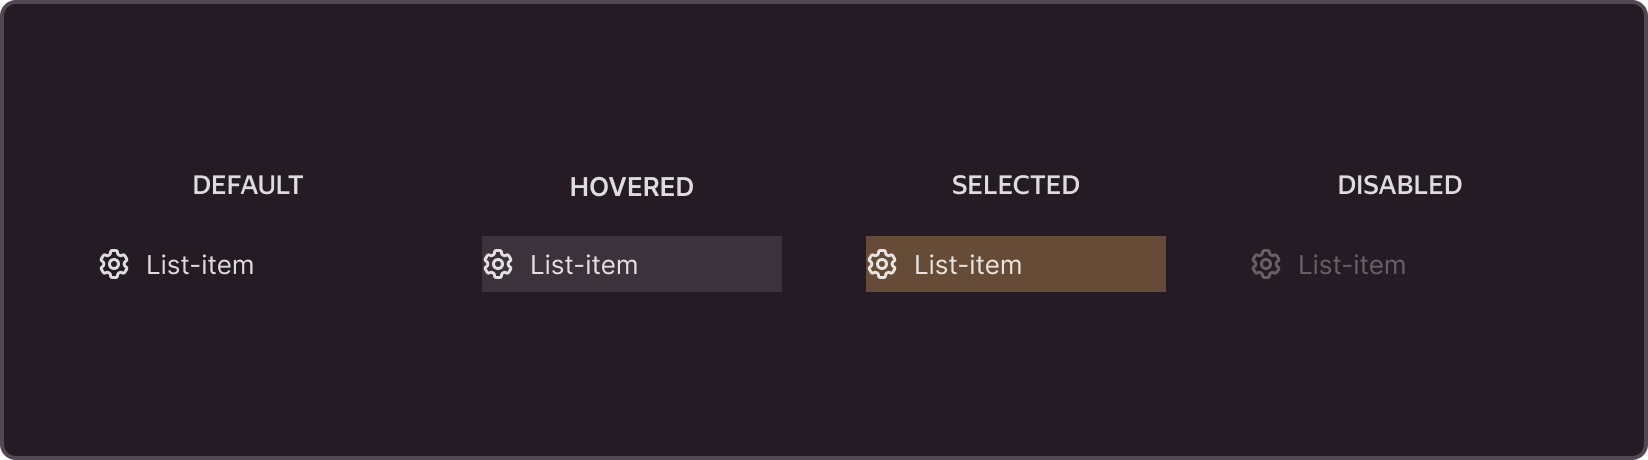 DEFAULT
HOVERED
SELECTED
DISABLED
List-item
List-item
List-item
List-item